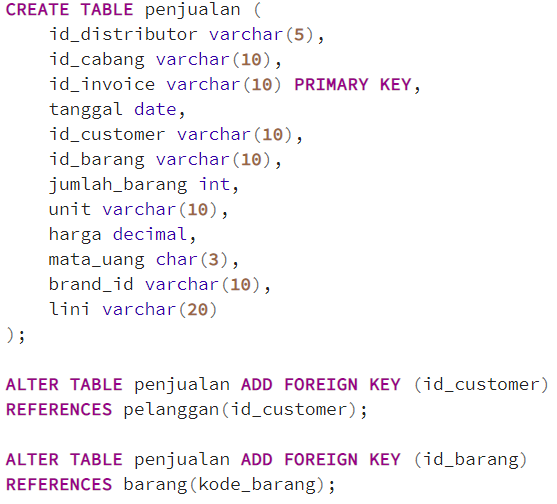 CREATE TABLE penjualan (
    id_distributor varchar(5),
    id_cabang varchar(10),
    id_invoice varchar(10) PRIMARY KEY,
    tanggal date,
    id_customer varchar(10),
    id_barang varchar(10),
    jumlah_barang int,
    unit varchar(10),
    harga decimal,
    mata_uang char(3),
    brand_id varchar(10),
    lini varchar(20)
);
ALTER TABLE penjualan ADD FOREIGN KEY (id_customer)
REFERENCES pelanggan(id_customer);
ALTER TABLE penjualan ADD FOREIGN KEY (id_barang)
REFERENCES barang(kode_barang);